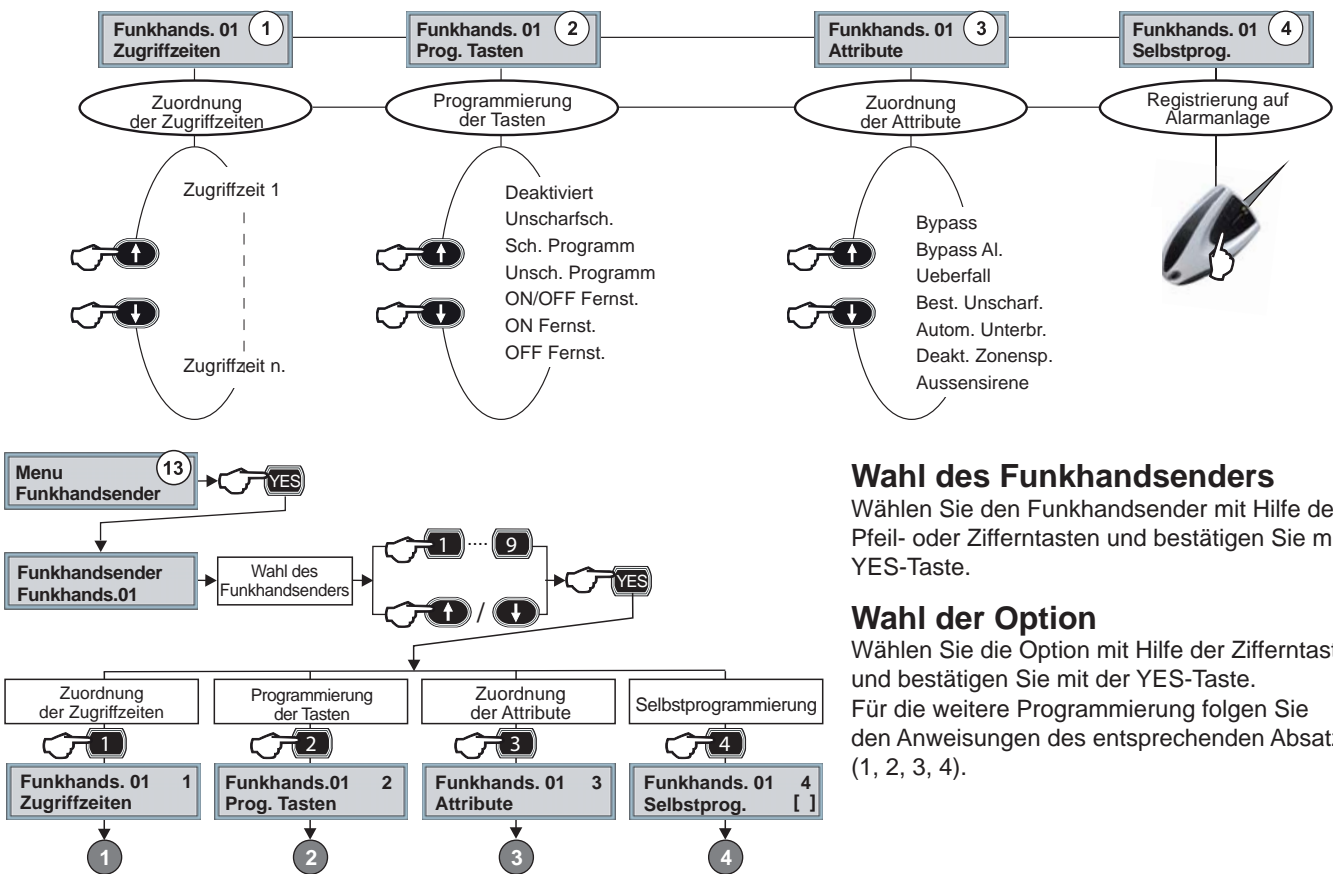 Funkhands. 01 1
Zugriffzeiten
Funkhands. 01 2
Prog. Tasten
Funkhands. 01 3
Attribute
Funkhands. 01 4
Selbstprog.
Zuordnung
der Zugriffzeiten
Programmierung
der Tasten
Zuordnung
der Attribute
Registrierung auf
Alarmanlage
Zugriffzeit 1
Zugriffzeit n.
Deaktiviert
Unscharfsch.
Sch. Programm
Unsch. Programm
ON/OFF Fernst.
ON Fernst.
OFF Fernst.
Bypass
Bypass Al.
Ueberfall
Best. Unscharf.
Autom. Unterbr.
Deakt. Zonensp.
Aussensirene
Menu 13
Funkhandsender
YES
Funkhandsender
Funkhands.01
Wahl des
Funkhandsenders
1 .... 9
/
YES
Zuordnung
der Zugriffzeiten
Programmierung
der Tasten
Zuordnung
der Attribute
Selbstprogrammierung
1
2
3
4
Funkhands. 01 1
Zugriffzeiten
Funkhands.01 2
Prog. Tasten
Funkhands. 01 3
Attribute
Funkhands. 01 4
Selbstprog. [ ]
1
2
3
4
Wahl des Funkhandsenders
Wählen Sie den Funkhandsender mit Hilfe de
Pfeil- oder Zifferntasten und bestätigen Sie m
YES-Taste.
Wahl der Option
Wählen Sie die Option mit Hilfe der Zifferntast
und bestätigen Sie mit der YES-Taste.
Für die weitere Programmierung folgen Sie
den Anweisungen des entsprechenden Absatz
(1, 2, 3, 4).